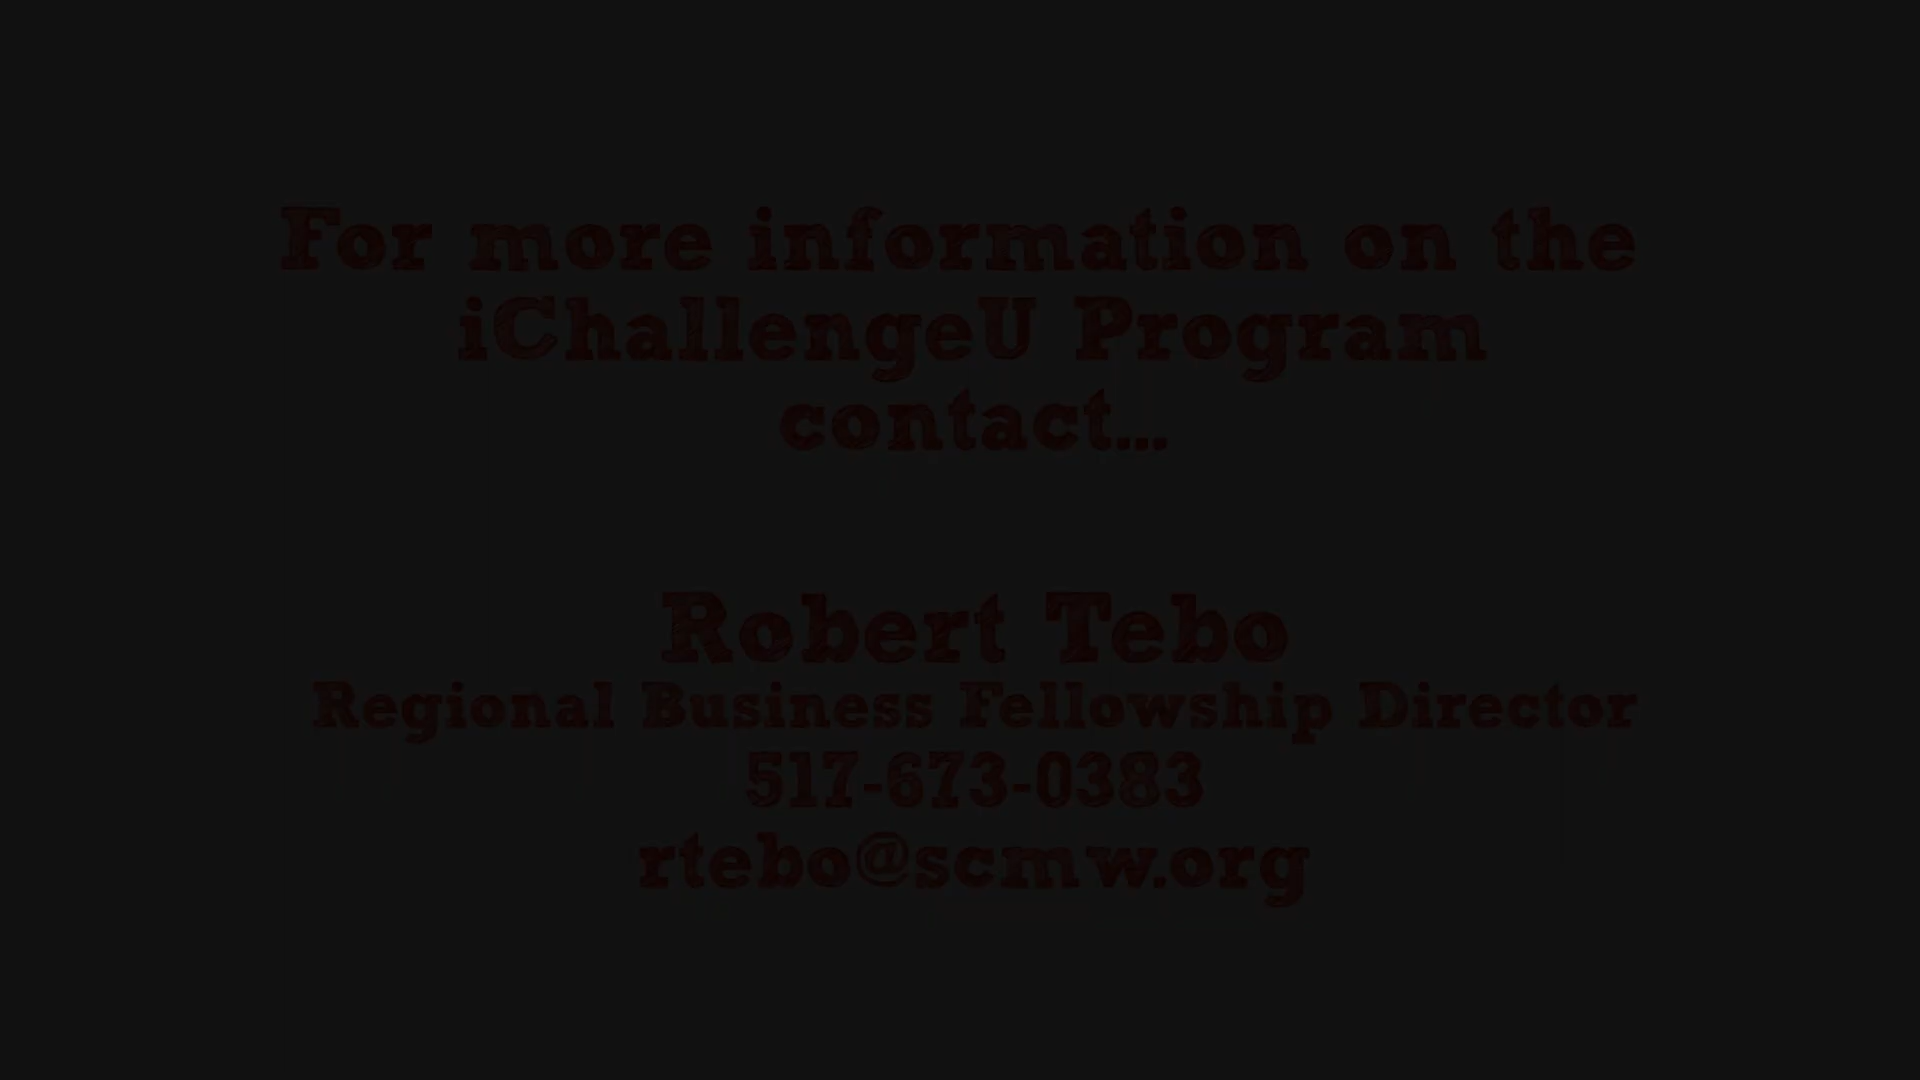 For more information on the
iChallengeU Program
contact...
Robert Tebo
Regional Business Fellowship Director
517-673-0383
rtebo@scmw.org